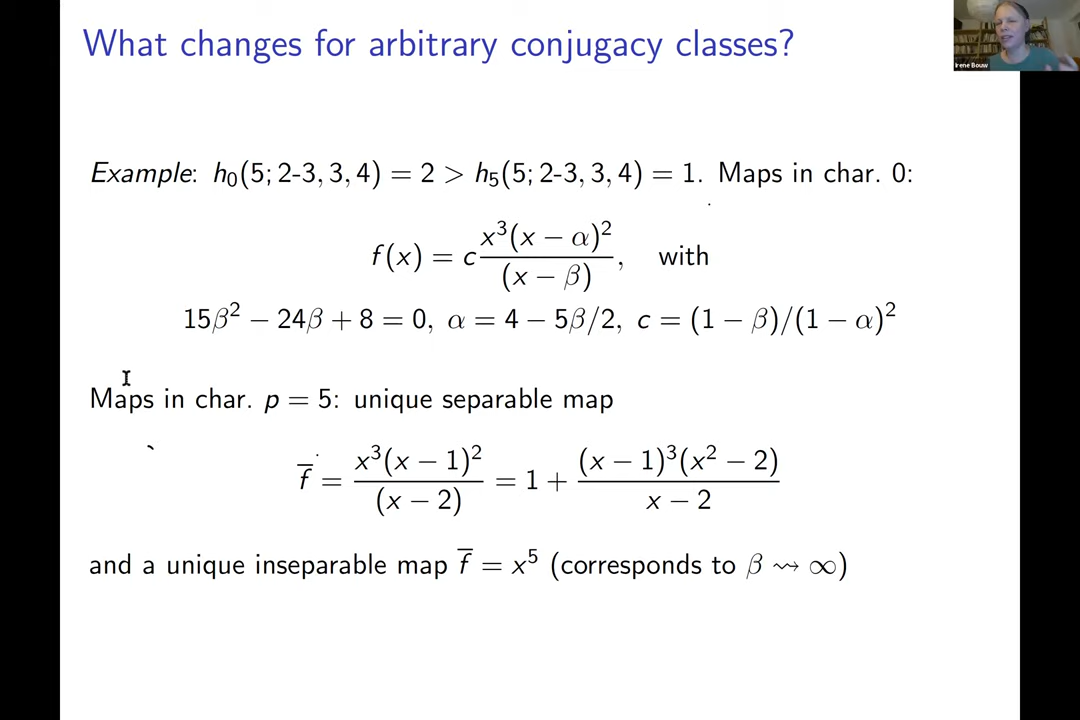 What changes for arbitrary conjugacy classes?
Irene Bouw
Example: h₀(5; 2-3, 3, 4) = 2 > h₅(5; 2-3, 3, 4) = 1. Maps in char. 0:
f(x) = c x³(x − α)² / (x − β), with
15β² − 24β + 8 = 0, α = 4 − 5β/2, c = (1 − β)/(1 − α)²
Maps in char. p = 5: unique separable map
f̅ = x³(x − 1)² / (x − 2) = 1 + (x − 1)³(x² − 2) / x − 2
and a unique inseparable map f̅ = x⁵ (corresponds to β ⇝ ∞)